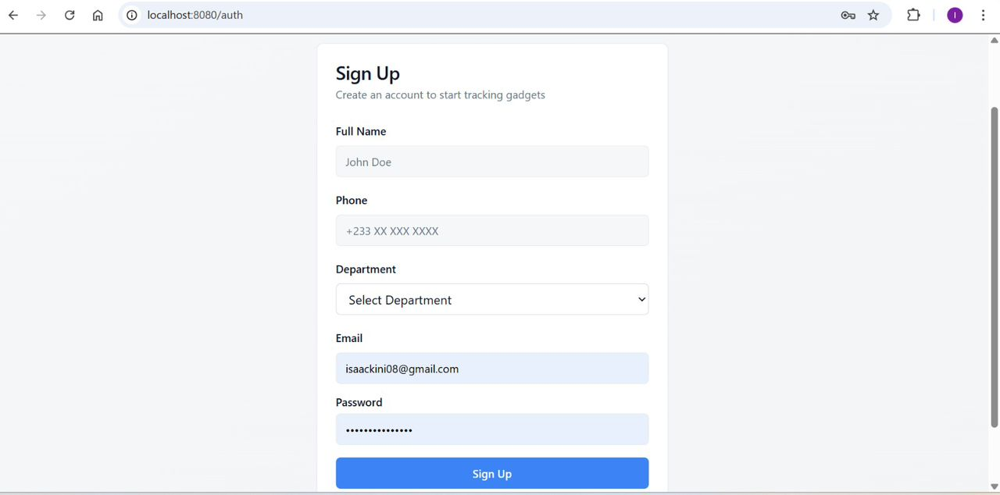 localhost:8080/auth
I
Sign Up
Create an account to start tracking gadgets
Full Name
John Doe
Phone
+233 XX XXX XXXX
Department
Select Department
Email
isaackini08@gmail.com
Password
•••••••••••••••
Sign Up